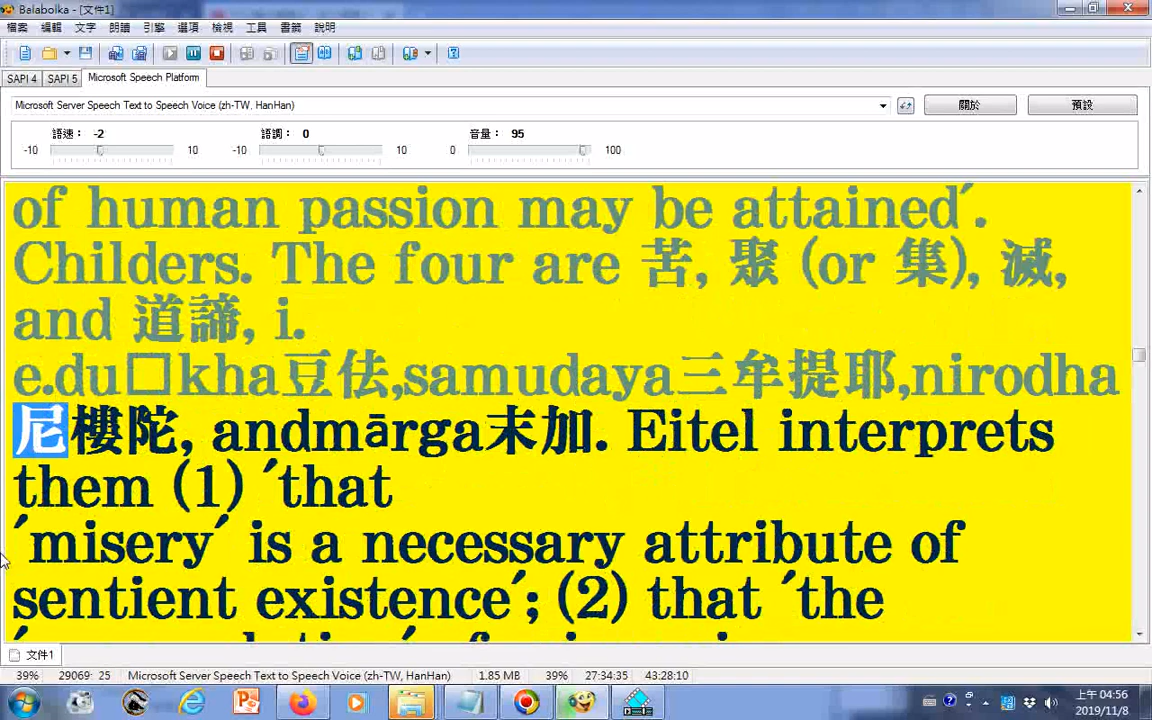 Balabolka - [文件1]
檔案 編輯 文字 朗讀 引擎 選項 檢視 工具 書籤 說明
SAPI 4 SAPI 5 Microsoft Speech Platform
Microsoft Server Speech Text to Speech Voice (zh-TW, HanHan) 關於 預設
語速： -2 語調： 0 音量： 95
-10 10 -10 10 0 100
of human passion may be attained´.
Childers. The four are 苦, 聚 (or 集), 滅,
and 道諦, i.
e.du□kha豆佉,samudaya三牟提耶,nirodha
尼樓陀, andmārga末加. Eitel interprets
them (1) ´that
´misery´ is a necessary attribute of
sentient existence´; (2) that ´the
文件1
39% 29069: 25 Microsoft Server Speech Text to Speech Voice (zh-TW, HanHan) 1.85 MB 39% 27:34:35 43:28:10
上午 04:56
2019/11/8